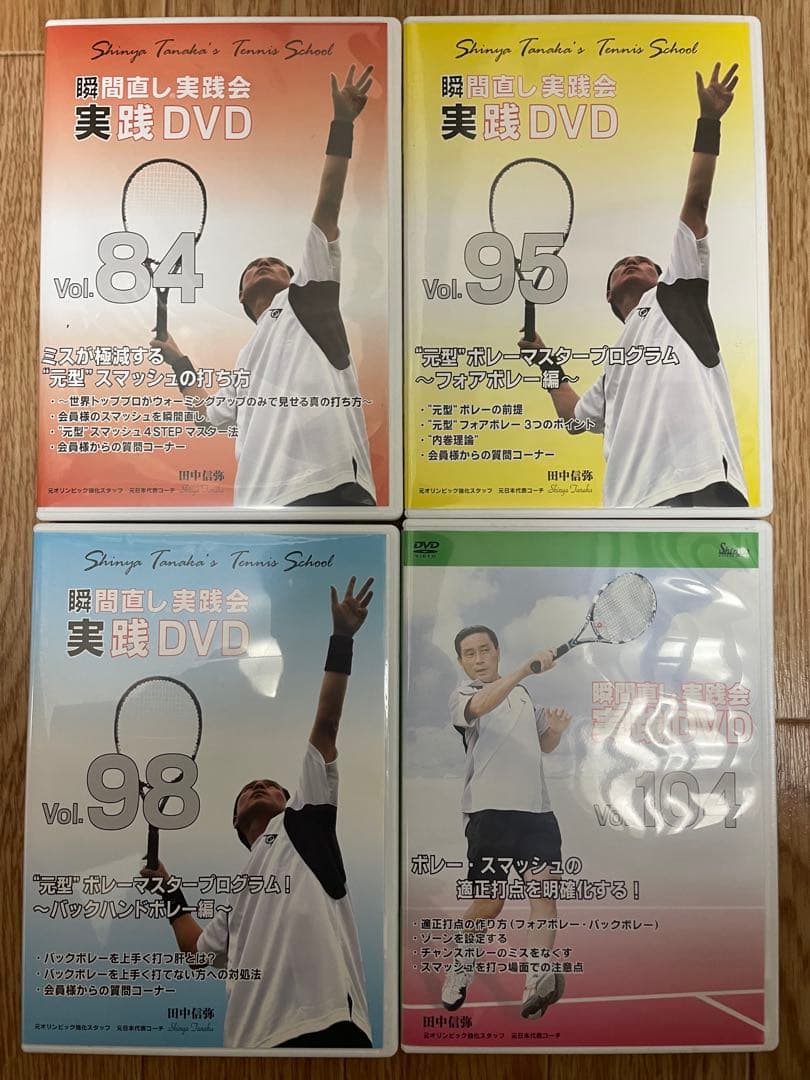 Shinya Tanaka's Tennis School
瞬間直し実践会
実践DVD
Vol.84
ミスが極減する
"元型"スマッシュの打ち方
・〜世界トッププロがウォーミングアップのみで見せる真の打ち方〜
・会員様のスマッシュを瞬間直し
・"元型"スマッシュ4STEPマスター法
・会員様からの質問コーナー
田中信弥
元オリンピック強化スタッフ 元日本代表コーチ Shinya Tanaka
Shinya Tanaka's Tennis School
瞬間直し実践会
実践DVD
Vol.95
"元型"ボレーマスタープログラム
〜フォアボレー編〜
・"元型"ボレーの前提
・"元型"フォアボレー 3つのポイント
・"内巻理論"
・会員様からの質問コーナー
田中信弥
元オリンピック強化スタッフ 元日本代表コーチ Shinya Tanaka
Shinya Tanaka's Tennis School
瞬間直し実践会
実践DVD
Vol.98
"元型"ボレーマスタープログラム!
〜バックハンドボレー編〜
・バックボレーを上手く打つ肝とは?
・バックボレーを上手く打てない方への対処法
・会員様からの質問コーナー
田中信弥
元オリンピック強化スタッフ 元日本代表コーチ Shinya Tanaka
DVD
VIDEO
Shinya
瞬間直し実践会
実践DVD
Vol.104
ボレー・スマッシュの
適正打点を明確化する!
・適正打点の作り方(フォアボレー・バックボレー)
・ゾーンを設定する
・チャンスボレーのミスをなくす
・スマッシュを打つ場面での注意点
田中信弥
元オリンピック強化スタッフ 元日本代表コーチ